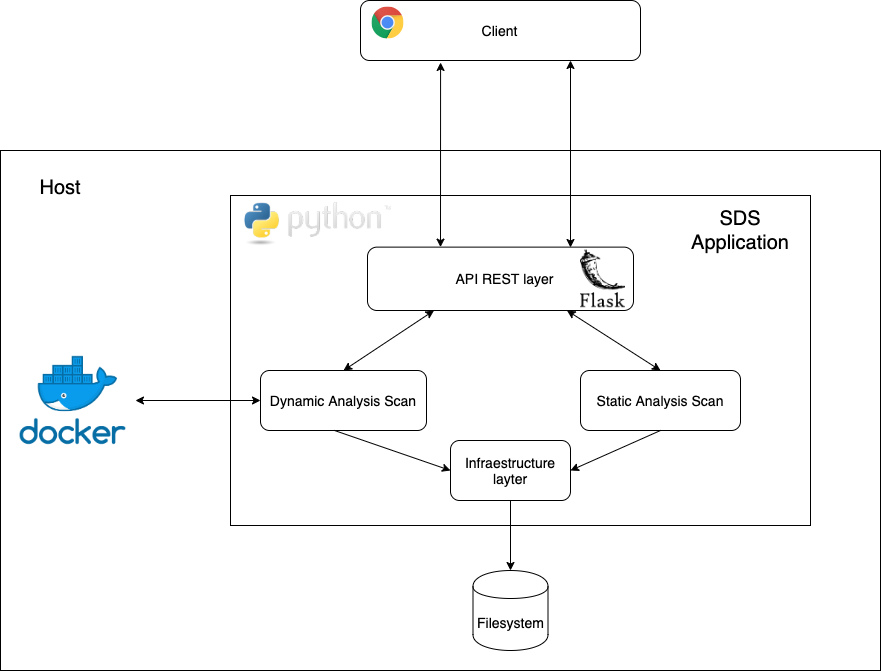 Client
Host
python
SDS
Application
API REST layer
Flask
Dynamic Analysis Scan
Static Analysis Scan
docker
Infraestructure
layter
Filesystem